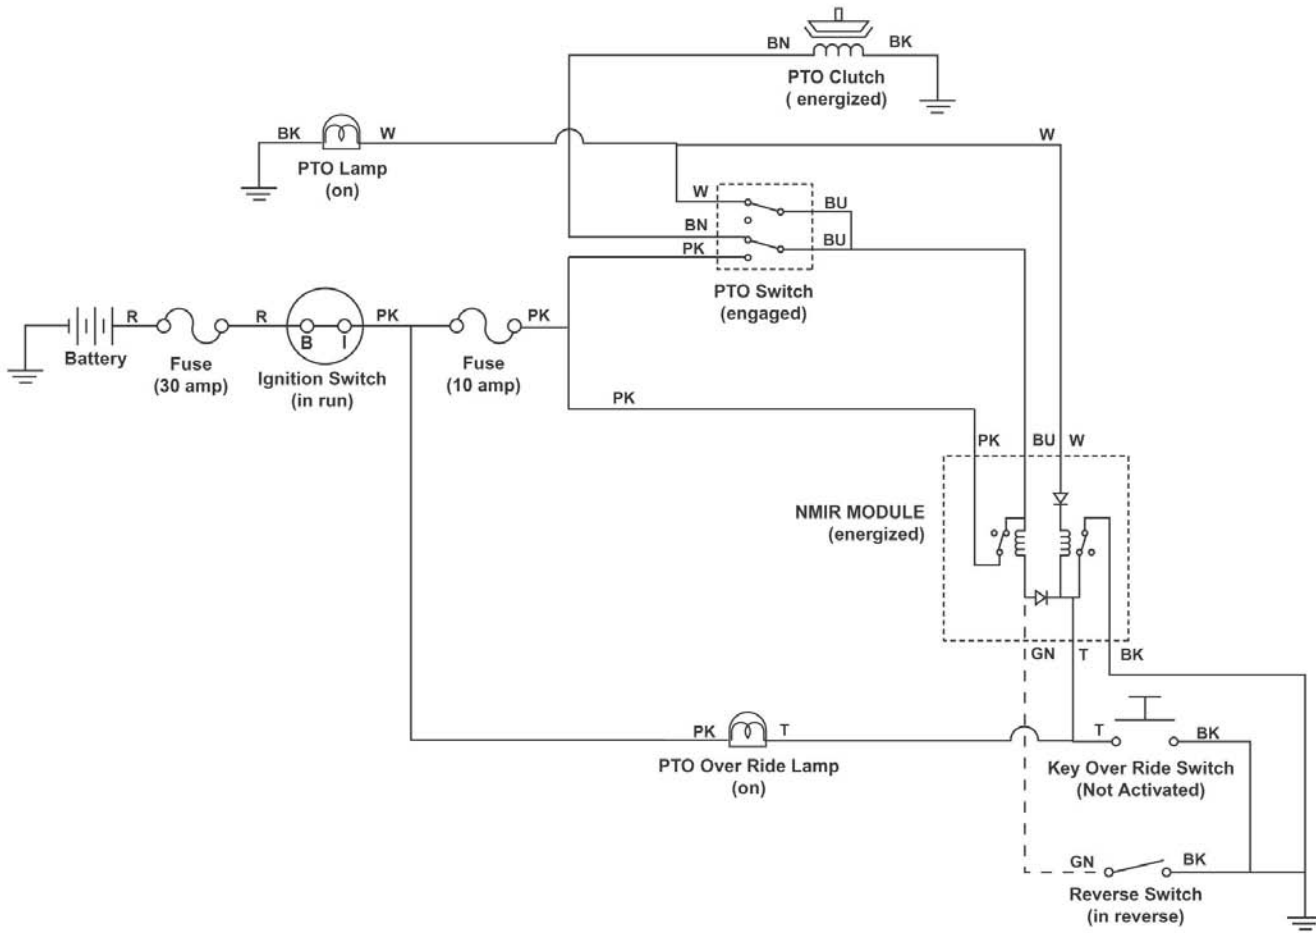 BN
BK
PTO Clutch
( energized)
BK
W
W
PTO Lamp
(on)
W
BU
BN
BU
PK
PTO Switch
(engaged)
R
R
PK
PK
B
I
Battery
Fuse
(30 amp)
Ignition Switch
(in run)
Fuse
(10 amp)
PK
PK
BU
W
NMIR MODULE
(energized)
GN
T
BK
PK
T
T
BK
PTO Over Ride Lamp
(on)
Key Over Ride Switch
(Not Activated)
GN
BK
Reverse Switch
(in reverse)